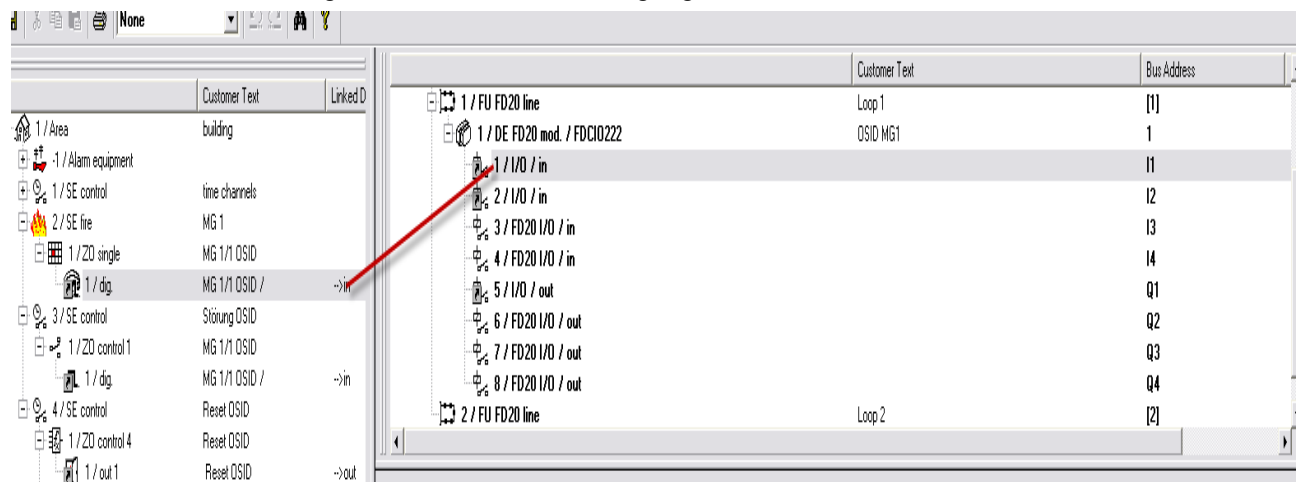 None
Customer Text Linked D
1 / Area building
-1 / Alarm equipment
1 / SE control time channels
2 / SE fire MG 1
1 / ZO single MG 1/1 OSID
1 / dig. MG 1/1 OSID / -->in
3 / SE control Störung OSID
1 / ZO control 1 MG 1/1 OSID
1 / dig. MG 1/1 OSID / -->in
4 / SE control Reset OSID
1 / ZO control 4 Reset OSID
1 / out 1 Reset OSID -->out
Customer Text Bus Address
1 / FU FD20 line Loop 1 [1]
1 / DE FD20 mod. / FDCIO222 OSID MG1 1
1 / I/O / in I1
2 / I/O / in I2
3 / FD20 I/O / in I3
4 / FD20 I/O / in I4
5 / I/O / out Q1
6 / FD20 I/O / out Q2
7 / FD20 I/O / out Q3
8 / FD20 I/O / out Q4
2 / FU FD20 line Loop 2 [2]